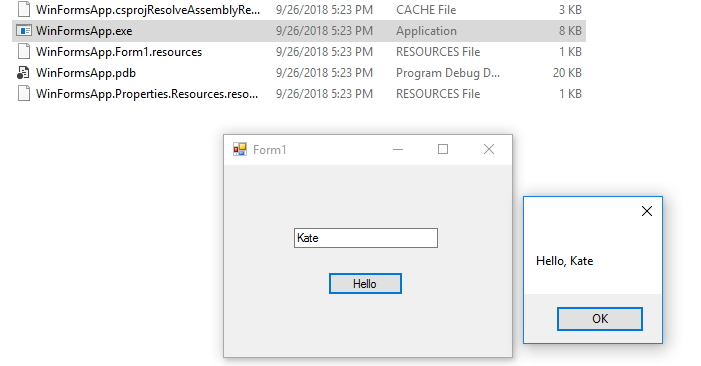 WinFormsApp.csprojResolveAssemblyRe... 9/26/2018 5:23 PM CACHE File 3 KB
WinFormsApp.exe 9/26/2018 5:23 PM Application 8 KB
WinFormsApp.Form1.resources 9/26/2018 5:23 PM RESOURCES File 1 KB
WinFormsApp.pdb 9/26/2018 5:23 PM Program Debug D... 20 KB
WinFormsApp.Properties.Resources.reso... 9/26/2018 5:23 PM RESOURCES File 1 KB
Form1
Kate
Hello
Hello, Kate
OK